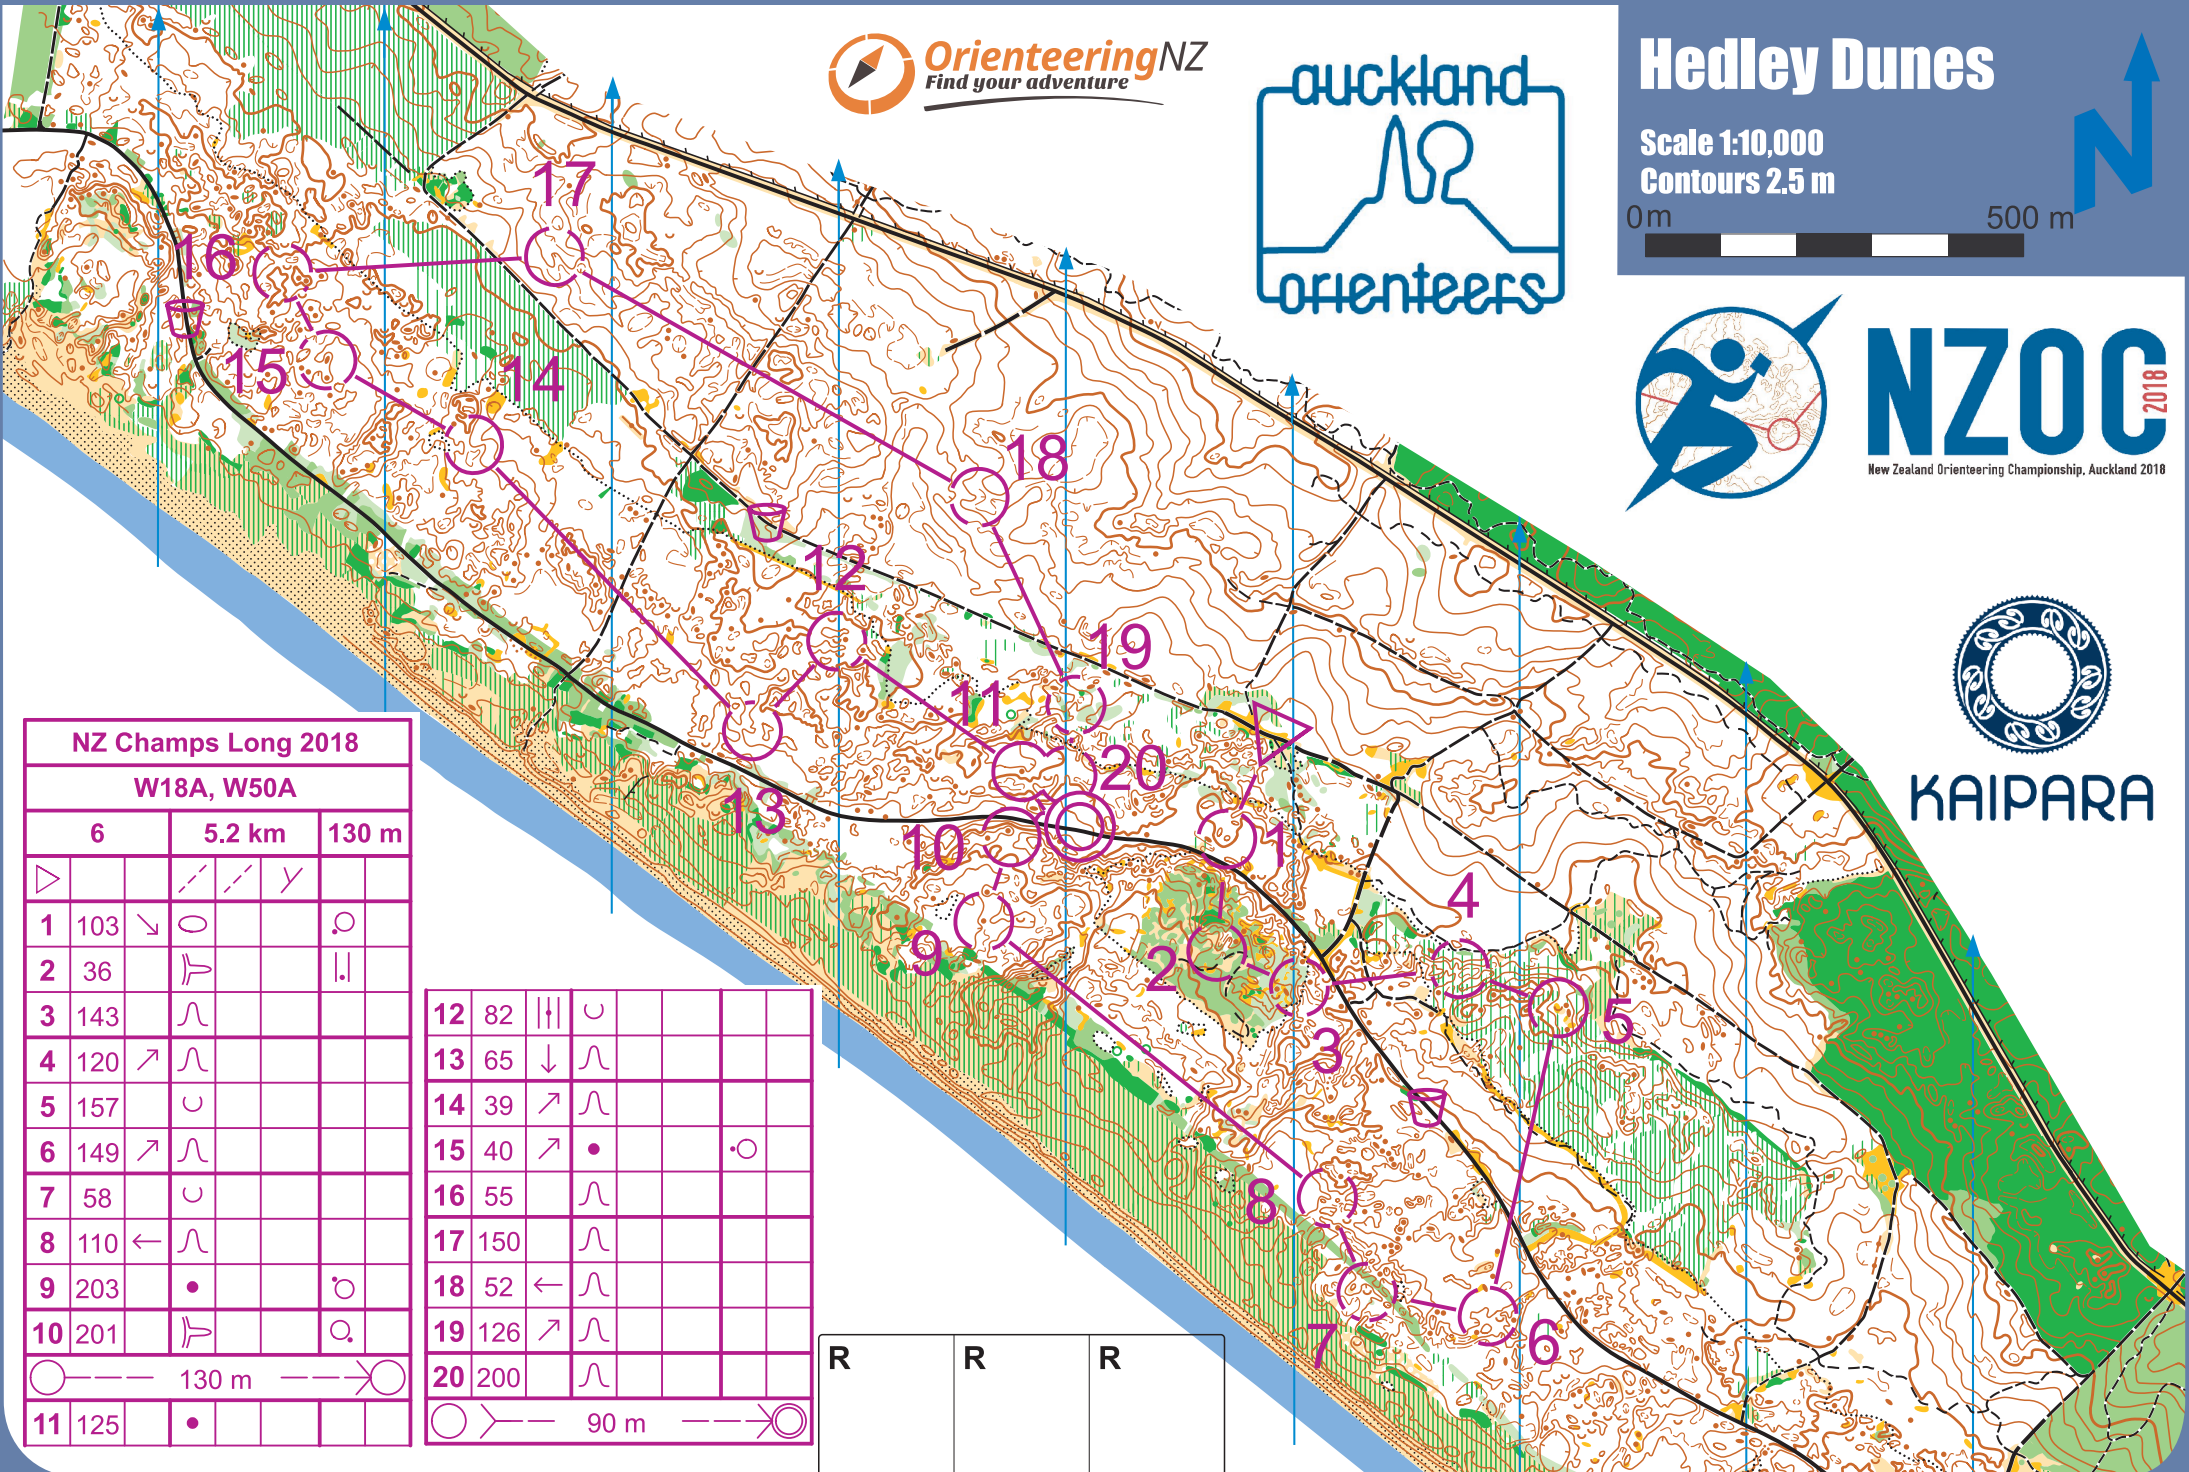 OrienteeringNZ
Find your adventure
auckland
orienteers
Hedley Dunes
Scale 1:10,000
Contours 2.5 m
0m 500 m
N
NZOC
2018
New Zealand Orienteering Championship, Auckland 2018
KAIPARA
17
16
15
14
18
12
19
11
20
13
10
1
9
2
4
3
5
8
7
6
NZ Champs Long 2018
W18A, W50A
6 5.2 km 130 m
1 103
2 36
3 143
4 120
5 157
6 149
7 58
8 110
9 203
10 201
130 m
11 125
12 82
13 65
14 39
15 40
16 55
17 150
18 52
19 126
20 200
90 m
R R R